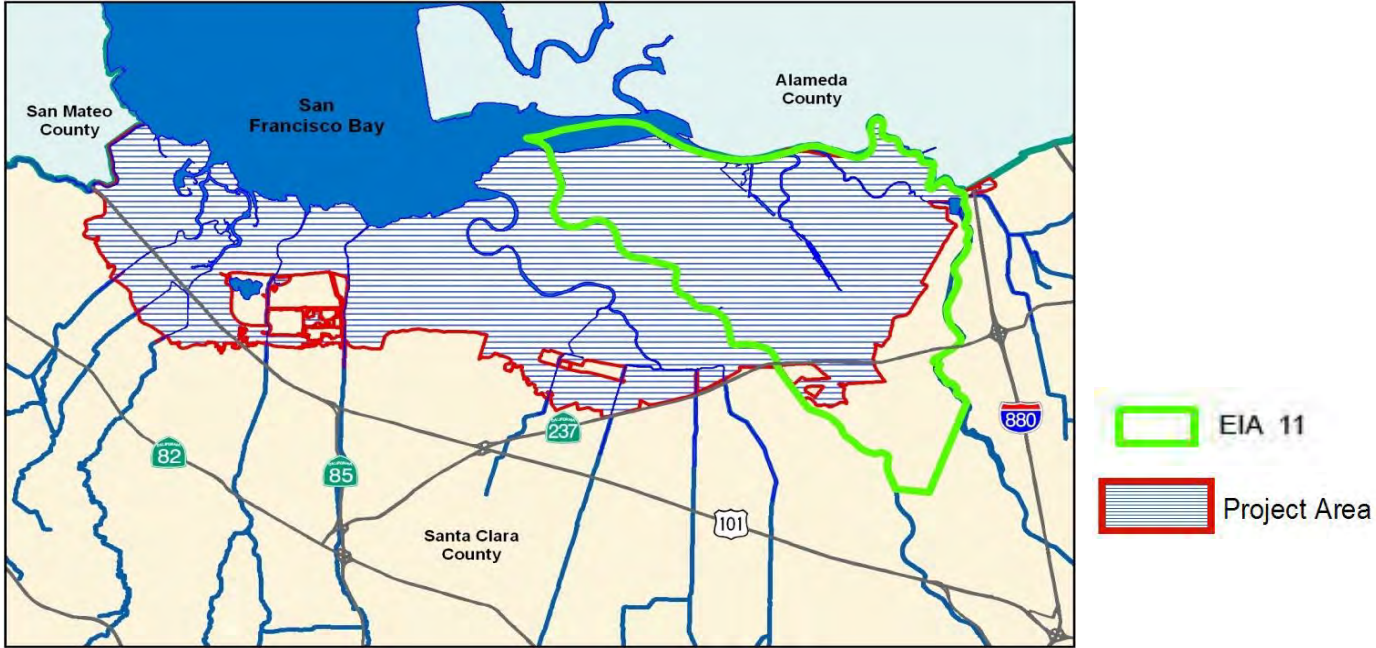 San Mateo
County
San
Francisco Bay
Alameda
County
82
85
237
Santa Clara
County
101
880
EIA 11
Project Area